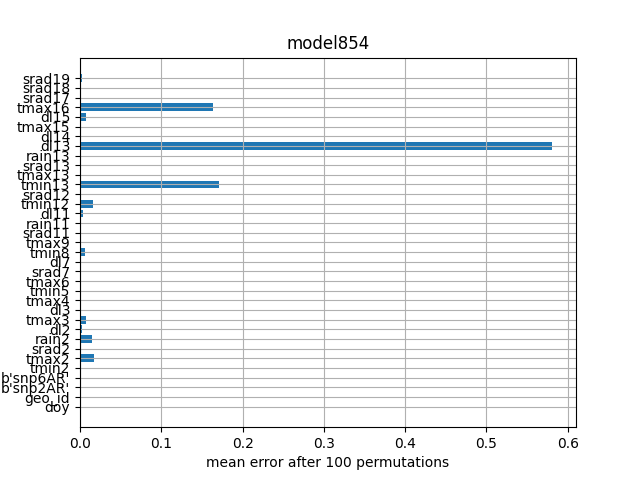 model854
srad19
srad18
srad17
tmax16
dl15
tmax15
dl14
dl13
rain13
srad13
tmax13
tmin13
srad12
tmin12
dl11
rain11
srad11
tmax9
tmin8
dl7
srad7
tmax6
tmin5
tmax4
dl3
tmax3
dl2
rain2
srad2
tmax2
tmin2
b'snp6AR'
b'snp2AR'
geo_id
doy
0.0 0.1 0.2 0.3 0.4 0.5 0.6
mean error after 100 permutations